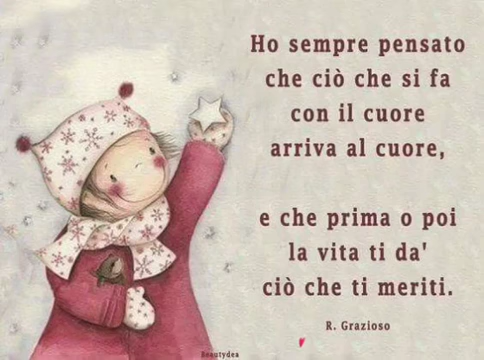 Ho sempre pensato
che ciò che si fa
con il cuore
arriva al cuore,
e che prima o poi
la vita ti da'
ciò che ti meriti.
R. Grazioso
Beautydea